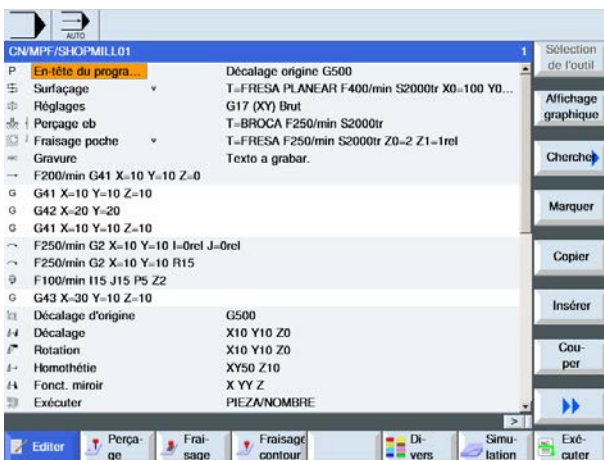 AUTO
CN/MPF/SHOPMILL01 1
P En-tête du progra... Décalage origine G500
Surfaçage T=FRESA PLANEAR F400/min S2000tr X0=100 Y0...
Réglages G17 (XY) Brut
Perçage eb T=BROCA F250/min S2000tr
Fraisage poche T=FRESA F250/min S2000tr Z0=2 Z1=1rel
Gravure Texto a grabar.
F200/min G41 X=10 Y=10 Z=0
G G41 X=10 Y=10 Z=10
G G42 X=20 Y=20
G G41 X=10 Y=10 Z=10
F250/min G2 X=10 Y=10 I=0rel J=0rel
F250/min G2 X=10 Y=10 R15
F100/min I15 J15 P5 Z2
G G43 X=30 Y=10 Z=10
Décalage d'origine G500
Décalage X10 Y10 Z0
Rotation X10 Y10 Z0
Homothétie XY50 Z10
Fonct. miroir X YY Z
Exécuter PIEZA/NOMBRE
Sélection
de l'outil
Affichage
graphique
Cherche
Marquer
Copier
Insérer
Cou-
per
Editer
Perça-
ge
Frai-
sage
Fraisage
contour
Di-
vers
Simu-
lation
Exé-
cuter